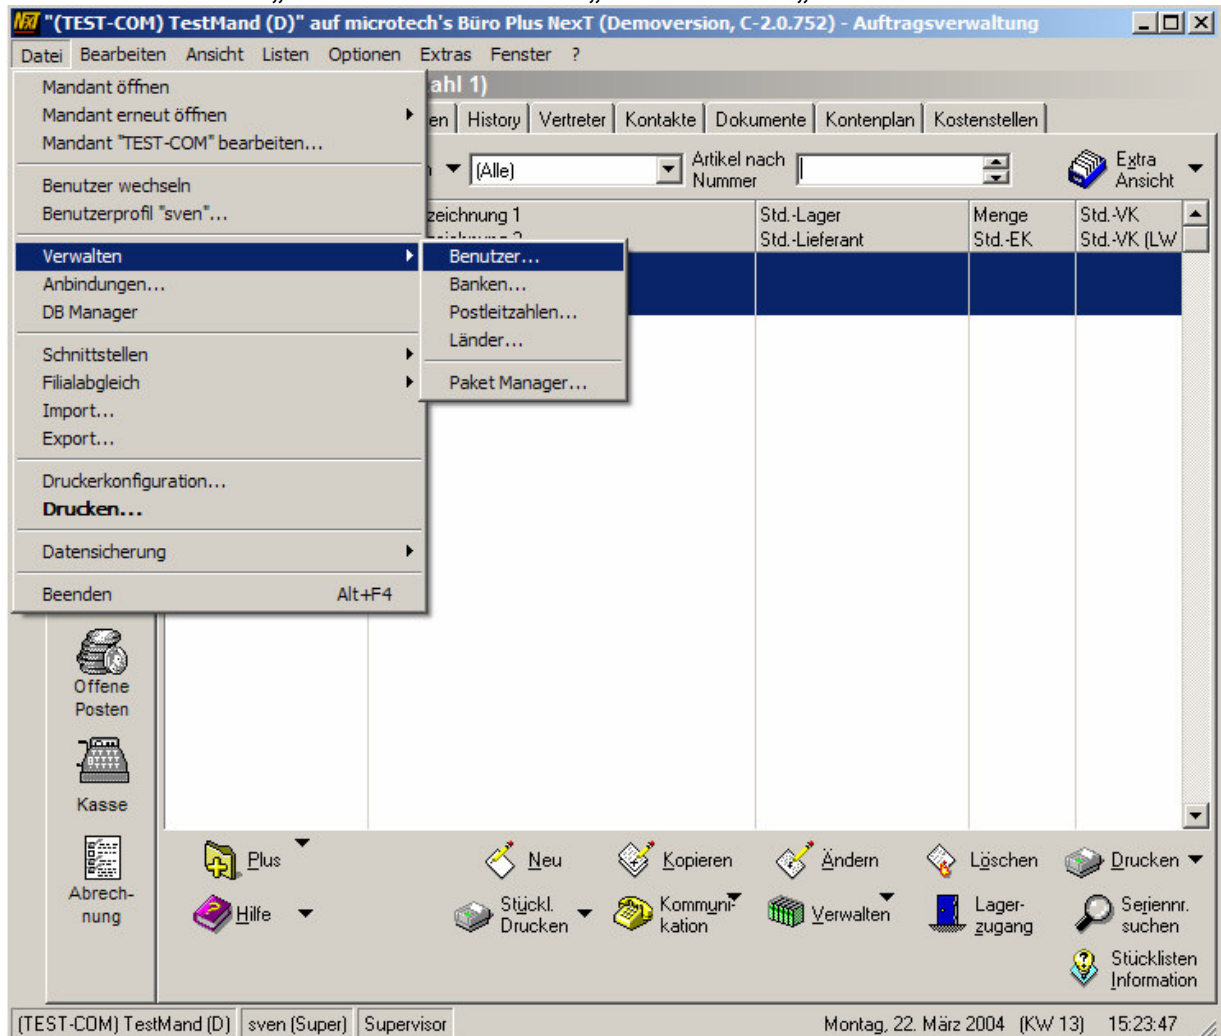 "(TEST-COM) TestMand (D)" auf microtech's Büro Plus NexT (Demoversion, C-2.0.752) - Auftragsverwaltung
Datei Bearbeiten Ansicht Listen Optionen Extras Fenster ?
Mandant öffnen
Mandant erneut öffnen
Mandant "TEST-COM" bearbeiten...
Benutzer wechseln
Benutzerprofil "sven"...
Verwalten
Anbindungen...
DB Manager
Schnittstellen
Filialabgleich
Import...
Export...
Druckerkonfiguration...
Drucken...
Datensicherung
Beenden Alt+F4
Benutzer...
Banken...
Postleitzahlen...
Länder...
Paket Manager...
ahl 1)
en History Vertreter Kontakte Dokumente Kontenplan Kostenstellen
(Alle)
Artikel nach
Nummer
Extra
Ansicht
zeichnung 1 Std.-Lager Menge Std.-VK
Std.-Lieferant Std.-EK Std.-VK (LW
Offene
Posten
Kasse
Abrech-
nung
Plus Neu Kopieren Ändern Löschen Drucken
Hilfe
Stückl.
Drucken
Kommuni-
kation
Verwalten
Lager-
zugang
Seriennr.
suchen
Stücklisten
Information
(TEST-COM) TestMand (D) sven (Super) Supervisor Montag, 22. März 2004 (KW 13) 15:23:47